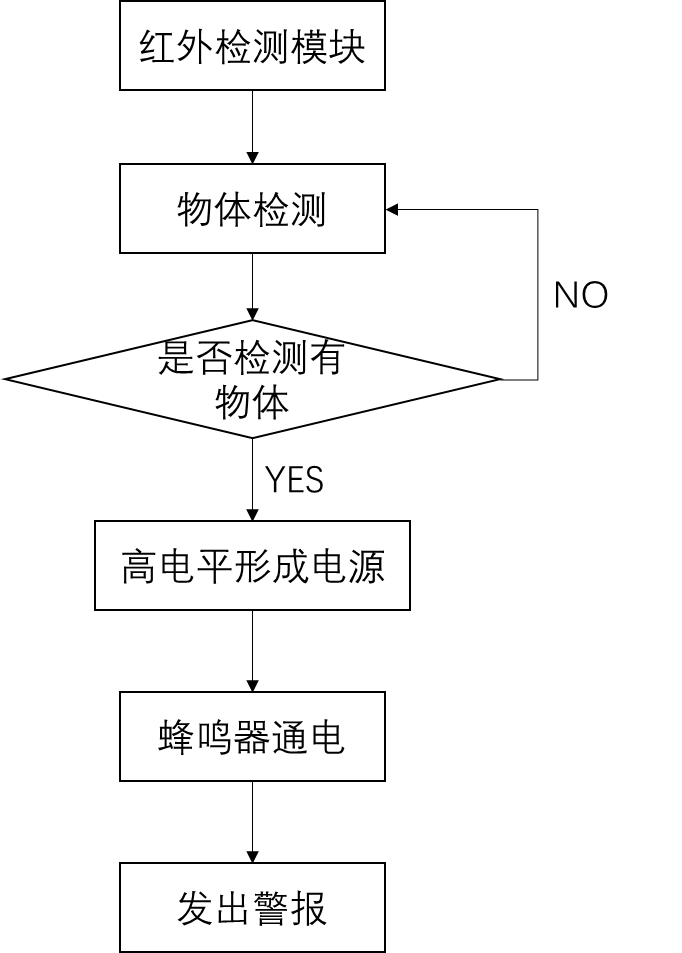 红外检测模块
物体检测
NO
是否检测有
物体
YES
高电平形成电源
蜂鸣器通电
发出警报